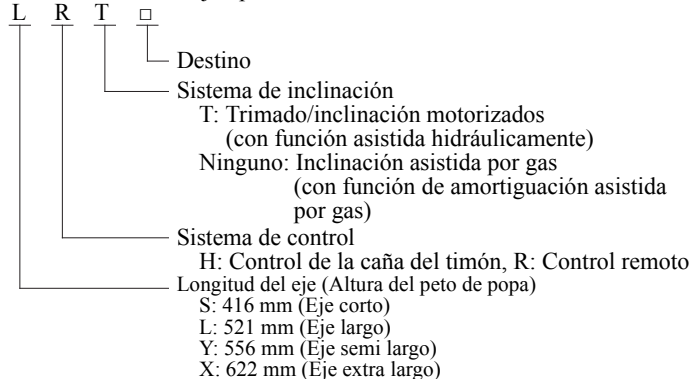 L R T □
Destino
Sistema de inclinación
T: Trimado/inclinación motorizados
(con función asistida hidráulicamente)
Ninguno: Inclinación asistida por gas
(con función de amortiguación asistida
por gas)
Sistema de control
H: Control de la caña del timón, R: Control remoto
Longitud del eje (Altura del peto de popa)
S: 416 mm (Eje corto)
L: 521 mm (Eje largo)
Y: 556 mm (Eje semi largo)
X: 622 mm (Eje extra largo)